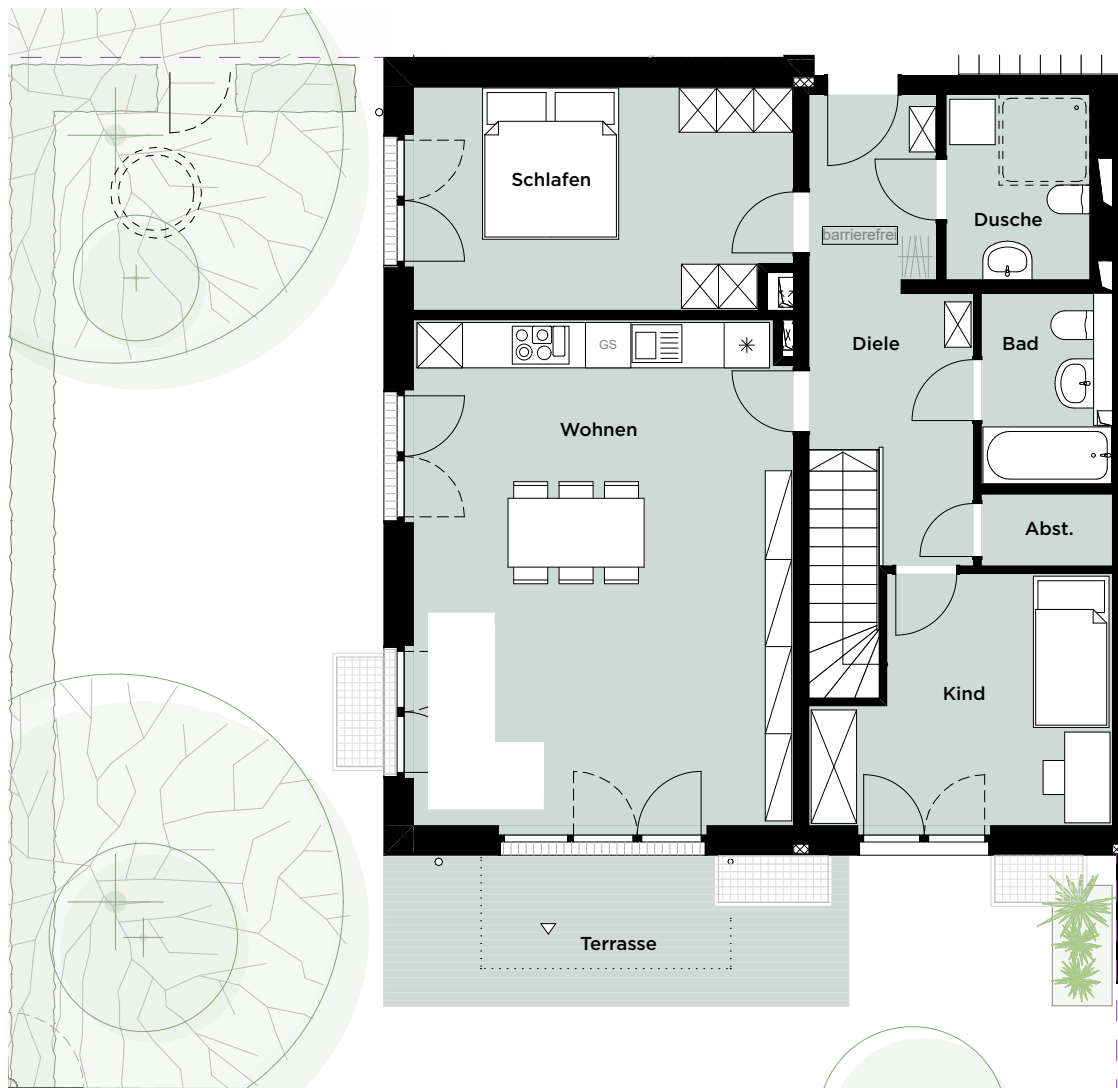 Schlafen
Dusche
barrierefrei
Diele
Bad
GS
Wohnen
Abst.
Kind
Terrasse